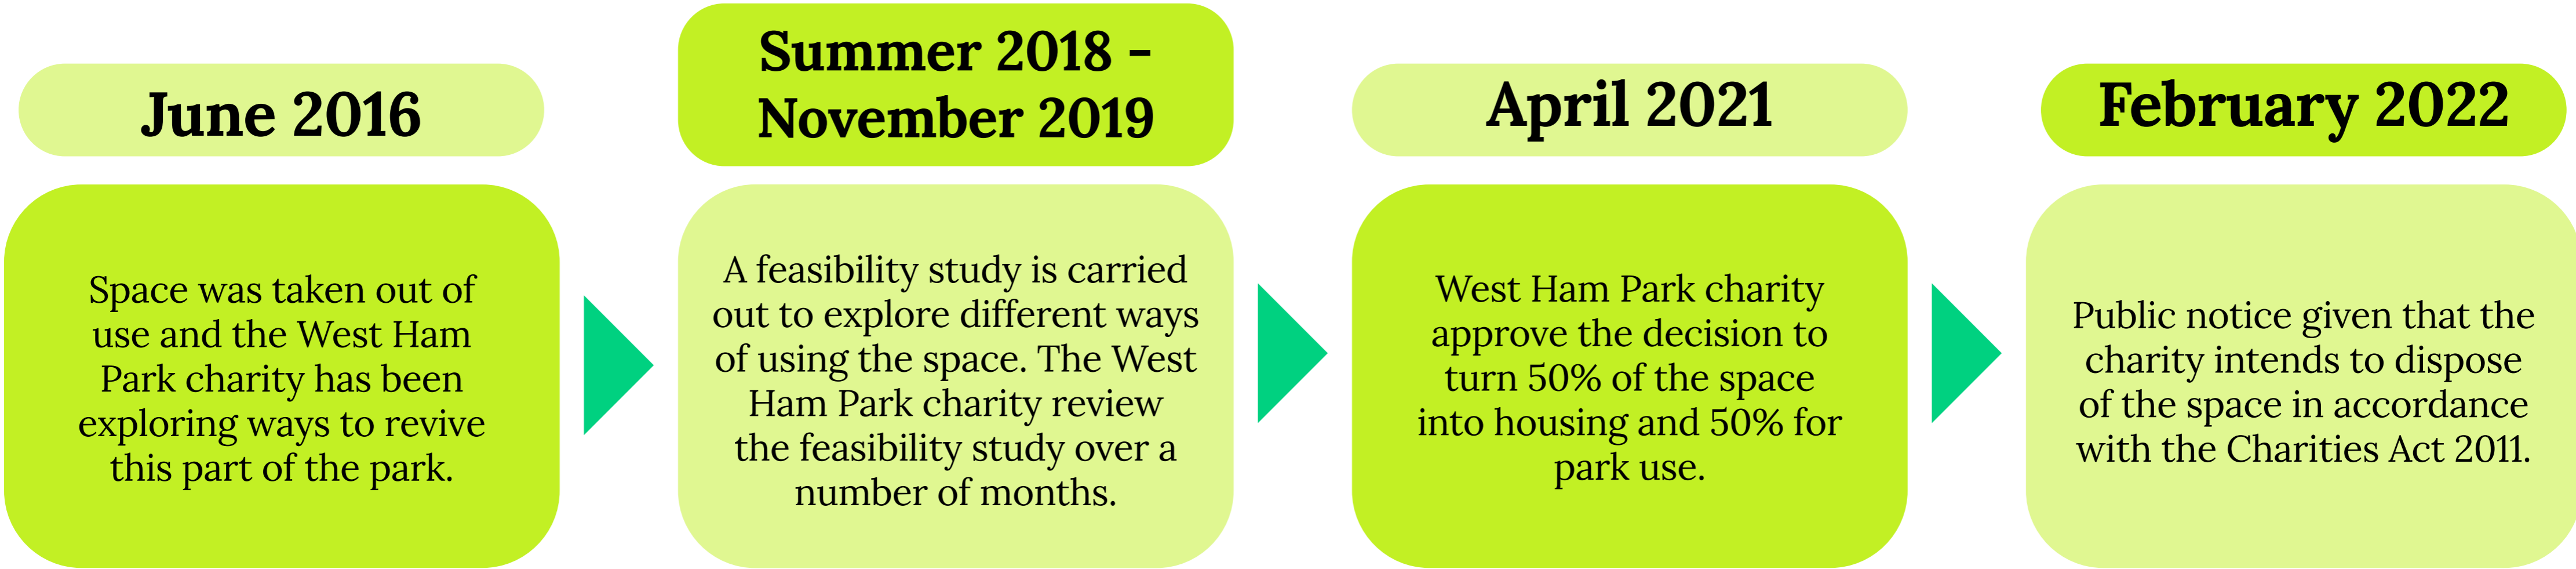 June 2016
Space was taken out of
use and the West Ham
Park charity has been
exploring ways to revive
this part of the park.
Summer 2018 -
November 2019
A feasibility study is carried
out to explore different ways
of using the space. The West
Ham Park charity review
the feasibility study over a
number of months.
April 2021
West Ham Park charity
approve the decision to
turn 50% of the space
into housing and 50% for
park use.
February 2022
Public notice given that the
charity intends to dispose
of the space in accordance
with the Charities Act 2011.